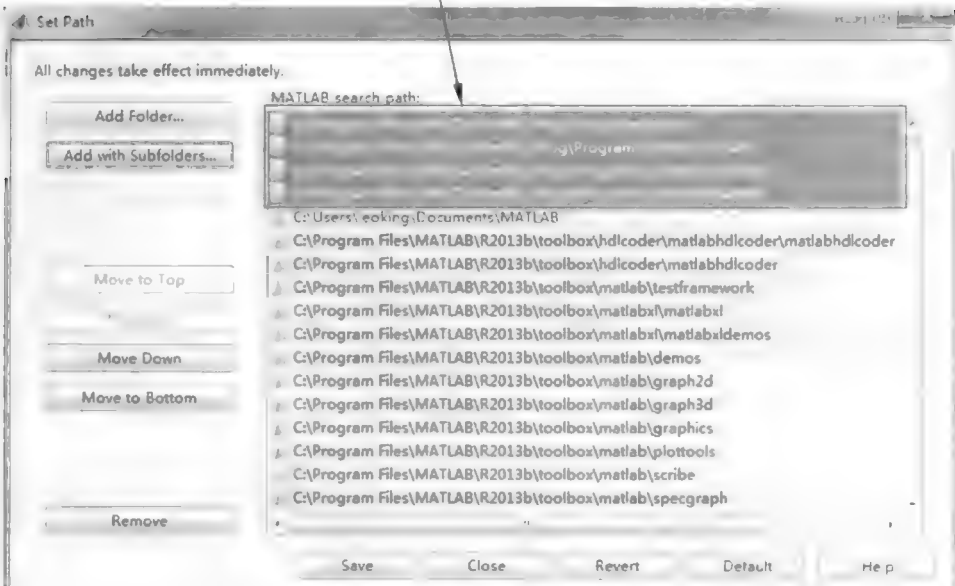 Set Path
All changes take effect immediately.
Add Folder...
Add with Subfolders...
Move to Top
Move Down
Move to Bottom
Remove
MATLAB search path:
ng\Program
C:\Users\leoking\Documents\MATLAB
C:\Program Files\MATLAB\R2013b\toolbox\hdlcoder\matlabhdlcoder\matlabhdlcoder
C:\Program Files\MATLAB\R2013b\toolbox\hdlcoder\matlabhdlcoder
C:\Program Files\MATLAB\R2013b\toolbox\matlab\testframework
C:\Program Files\MATLAB\R2013b\toolbox\matlabxl\matlabxl
C:\Program Files\MATLAB\R2013b\toolbox\matlabxl\matlabxldemos
C:\Program Files\MATLAB\R2013b\toolbox\matlab\demos
C:\Program Files\MATLAB\R2013b\toolbox\matlab\graph2d
C:\Program Files\MATLAB\R2013b\toolbox\matlab\graph3d
C:\Program Files\MATLAB\R2013b\toolbox\matlab\graphics
C:\Program Files\MATLAB\R2013b\toolbox\matlab\plottools
C:\Program Files\MATLAB\R2013b\toolbox\matlab\scribe
C:\Program Files\MATLAB\R2013b\toolbox\matlab\specgraph
Save Close Revert Default Help